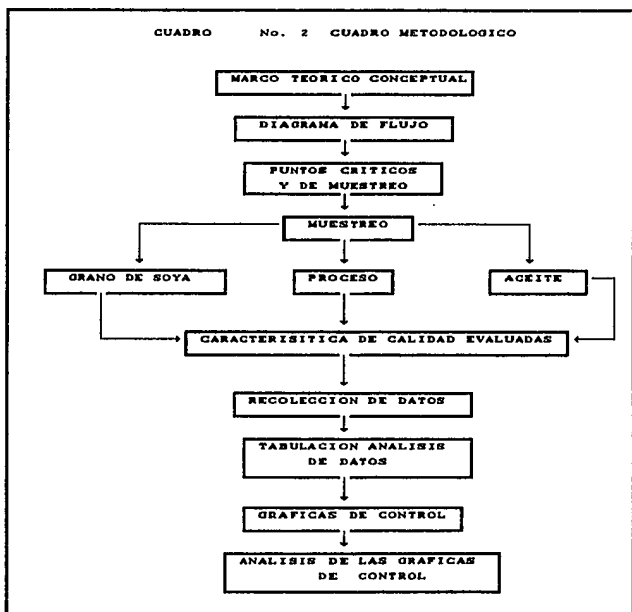 CUADRO No. 2 CUADRO METODOLOGICO
MARCO TEORICO CONCEPTUAL
DIAGRAMA DE FLUJO
PUNTOS CRITICOS
Y DE MUESTREO
MUESTREO
GRANO DE SOYA PROCESO ACEITE
CARACTERISITICA DE CALIDAD EVALUADAS
RECOLECCION DE DATOS
TABULACION ANALISIS
DE DATOS
GRAFICAS DE CONTROL
ANALISIS DE LAS GRAFICAS
DE CONTROL